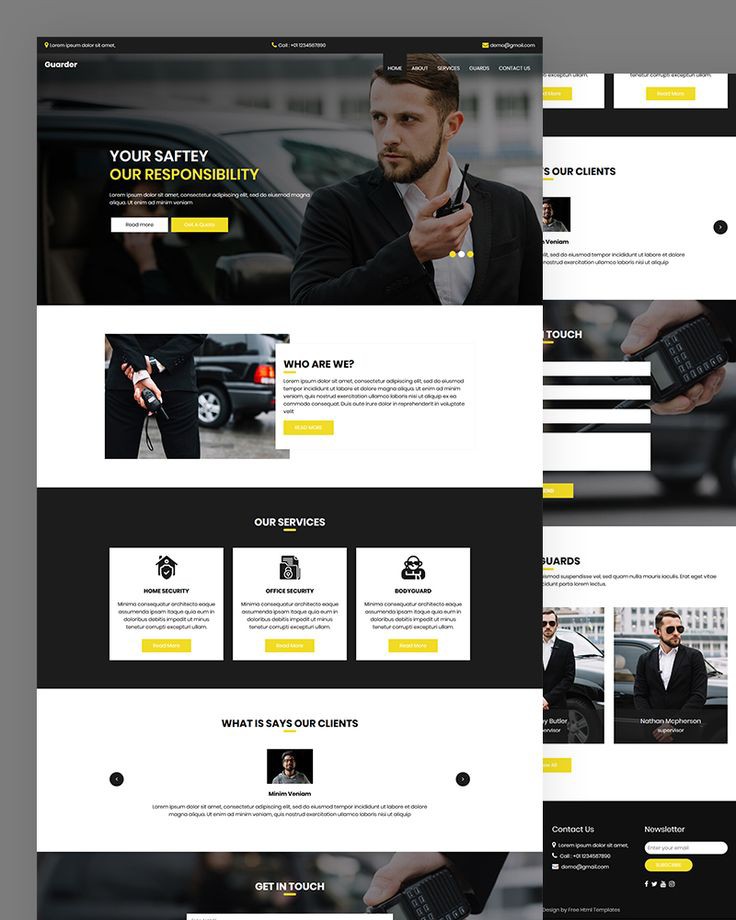 Lorem ipsum dolor sit amet,
Call : +01 1234567890
demo@gmail.com
Guarder
HOME
ABOUT
SERVICES
GUARDS
CONTACT US
YOUR SAFTEY
OUR RESPONSIBILITY
Lorem ipsum dolor sit amet, consectetur adipiscing elit, sed do eiusmod magna
aliqua. Ut enim ad minim veniam
Read more
Get A Quote
WHO ARE WE?
Lorem ipsum dolor sit amet, consectetur adipiscing elit, sed do
eiusmod tempor incididunt ut labore et dolore magna aliqua. Ut enim ad minim
veniam, quis nostrud exercitation ullamco laboris nisi ut aliquip ex ea
commodo consequat. Duis aute irure dolor in reprehenderit in voluptate
velit
READ MORE
OUR SERVICES
HOME SECURITY
Minima consequatur architecto eaque
assumenda ipsam itaque quia eum in
doloribus debitis impedit ut minus
tenetur corrupti excepturi ullam.
Read More
OFFICE SECURITY
Minima consequatur architecto eaque
assumenda ipsam itaque quia eum in
doloribus debitis impedit ut minus
tenetur corrupti excepturi ullam.
Read More
BODYGUARD
Minima consequatur architecto eaque
assumenda ipsam itaque quia eum in
doloribus debitis impedit ut minus
tenetur corrupti excepturi ullam.
Read More
WHAT IS SAYS OUR CLIENTS
Minim Veniam
Lorem ipsum dolor sit amet, consectetur adipiscing elit, sed do eiusmod tempor incididunt ut labore et dolore
magna aliqua. Ut enim ad minim veniam, quis nostrud exercitation ullamco laboris nisi ut aliquip
GET IN TOUCH
tenetur corrupti excepturi ullam.
Read More
S OUR CLIENTS
Veniam
elit, sed do eiusmod tempor incididunt ut labore et dolore
nostrud exercitation ullamco laboris nisi ut aliquip
TOUCH
GUARDS
suspendisse vel, sed quam nulla mauris iaculis. Erat eget vitae
tincidunt porta lorem lectus.
y Butler
supervisor
Nathan Mcpherson
supervisor
All
Contact Us
Lorem ipsum dolor sit amet,
Call : +01 1234567890
demo@gmail.com
Newsletter
Enter your email
SUBSCRIBE
Design by Free Html Templates